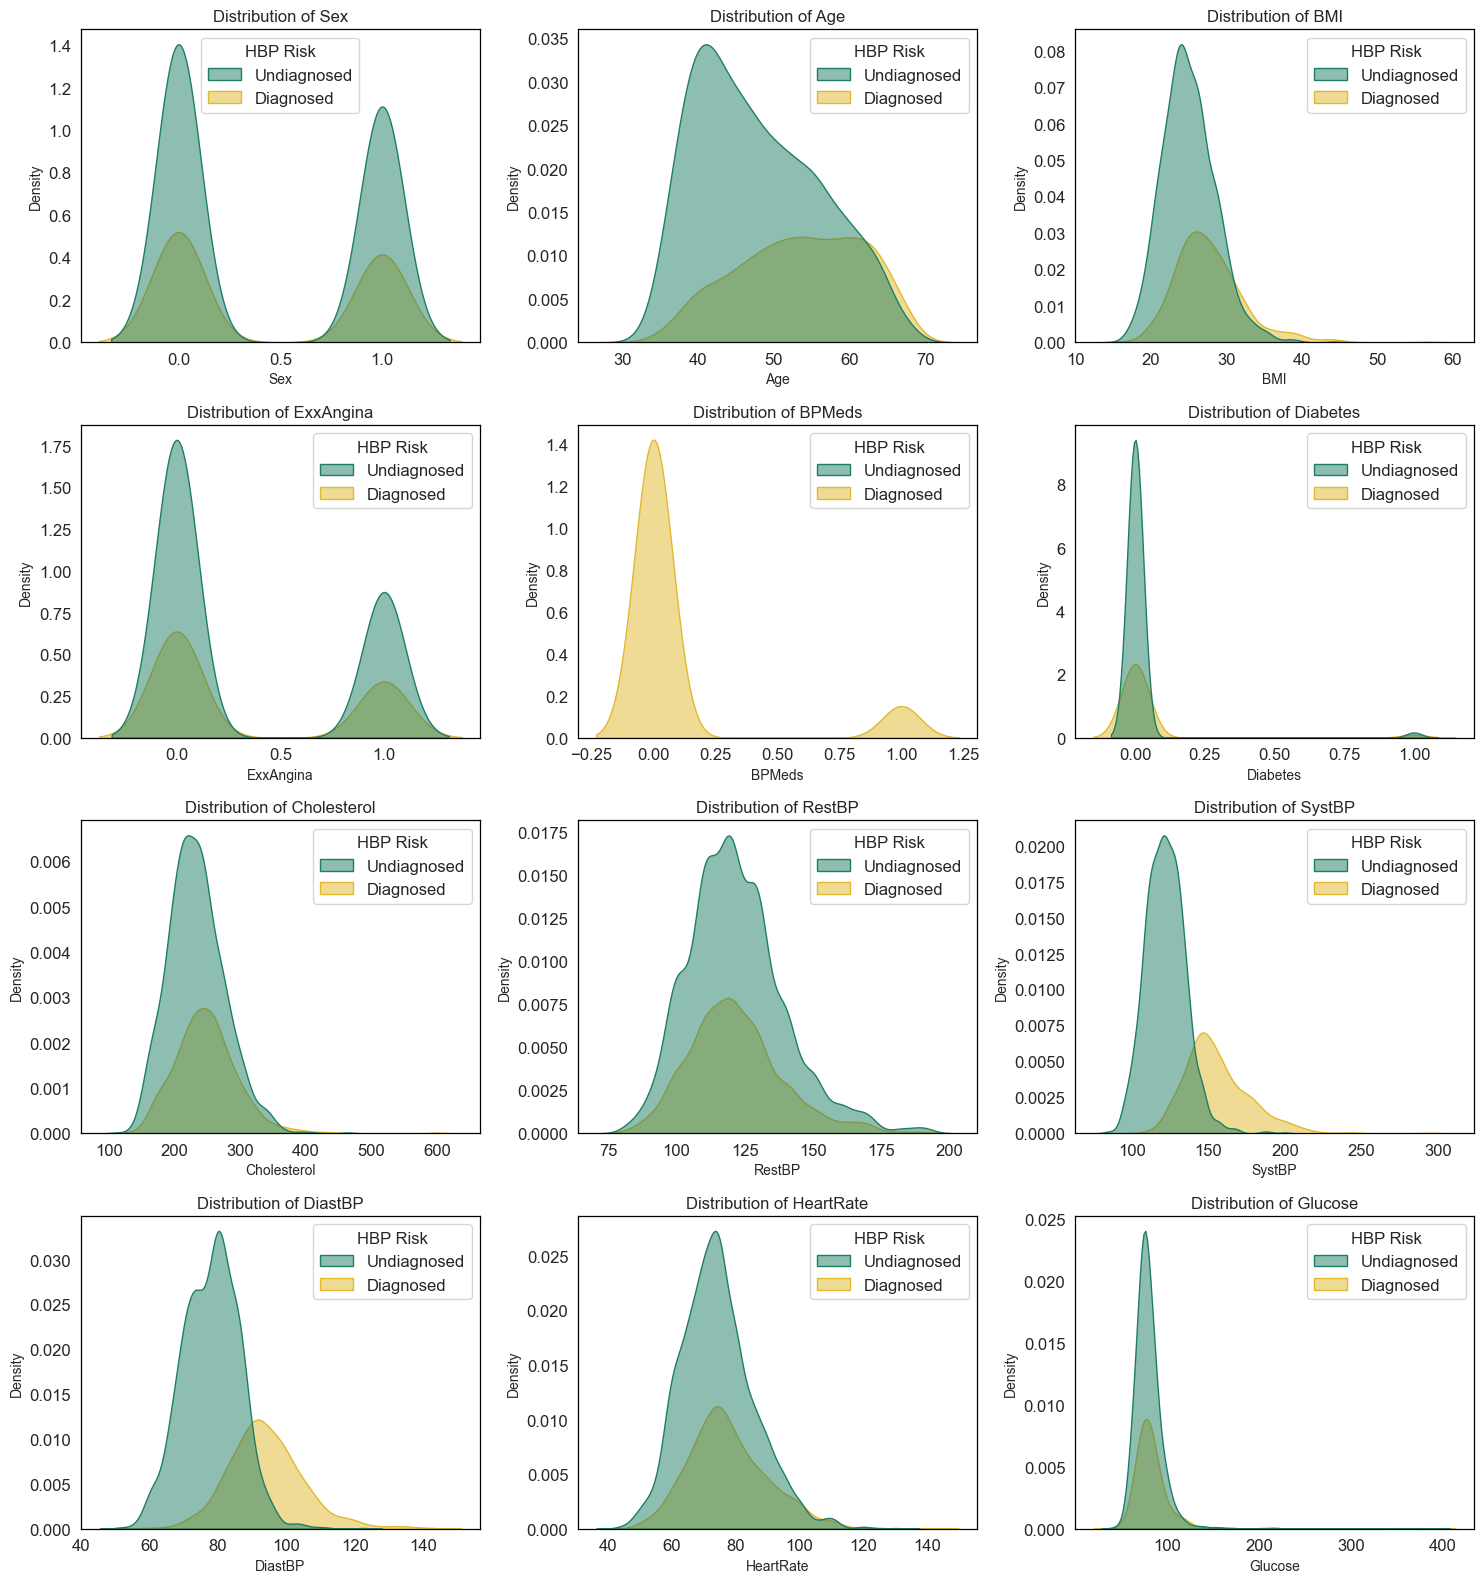 Distribution of Sex
Density
1.4
1.2
1.0
0.8
0.6
0.4
0.2
0.0
HBP Risk
Undiagnosed
Diagnosed
0.0 0.5 1.0
Sex
Distribution of Age
Density
0.035
0.030
0.025
0.020
0.015
0.010
0.005
0.000
HBP Risk
Undiagnosed
Diagnosed
30 40 50 60 70
Age
Distribution of BMI
Density
0.08
0.07
0.06
0.05
0.04
0.03
0.02
0.01
0.00
HBP Risk
Undiagnosed
Diagnosed
10 20 30 40 50 60
BMI
Distribution of ExxAngina
Density
1.75
1.50
1.25
1.00
0.75
0.50
0.25
0.00
HBP Risk
Undiagnosed
Diagnosed
0.0 0.5 1.0
ExxAngina
Distribution of BPMeds
Density
1.4
1.2
1.0
0.8
0.6
0.4
0.2
0.0
HBP Risk
Undiagnosed
Diagnosed
−0.25 0.00 0.25 0.50 0.75 1.00 1.25
BPMeds
Distribution of Diabetes
Density
8
6
4
2
0
HBP Risk
Undiagnosed
Diagnosed
0.00 0.25 0.50 0.75 1.00
Diabetes
Distribution of Cholesterol
Density
0.006
0.005
0.004
0.003
0.002
0.001
0.000
HBP Risk
Undiagnosed
Diagnosed
100 200 300 400 500 600
Cholesterol
Distribution of RestBP
Density
0.0175
0.0150
0.0125
0.0100
0.0075
0.0050
0.0025
0.0000
HBP Risk
Undiagnosed
Diagnosed
75 100 125 150 175 200
RestBP
Distribution of SystBP
Density
0.0200
0.0175
0.0150
0.0125
0.0100
0.0075
0.0050
0.0025
0.0000
HBP Risk
Undiagnosed
Diagnosed
100 150 200 250 300
SystBP
Distribution of DiastBP
Density
0.030
0.025
0.020
0.015
0.010
0.005
0.000
HBP Risk
Undiagnosed
Diagnosed
40 60 80 100 120 140
DiastBP
Distribution of HeartRate
Density
0.025
0.020
0.015
0.010
0.005
0.000
HBP Risk
Undiagnosed
Diagnosed
40 60 80 100 120 140
HeartRate
Distribution of Glucose
Density
0.025
0.020
0.015
0.010
0.005
0.000
HBP Risk
Undiagnosed
Diagnosed
100 200 300 400
Glucose